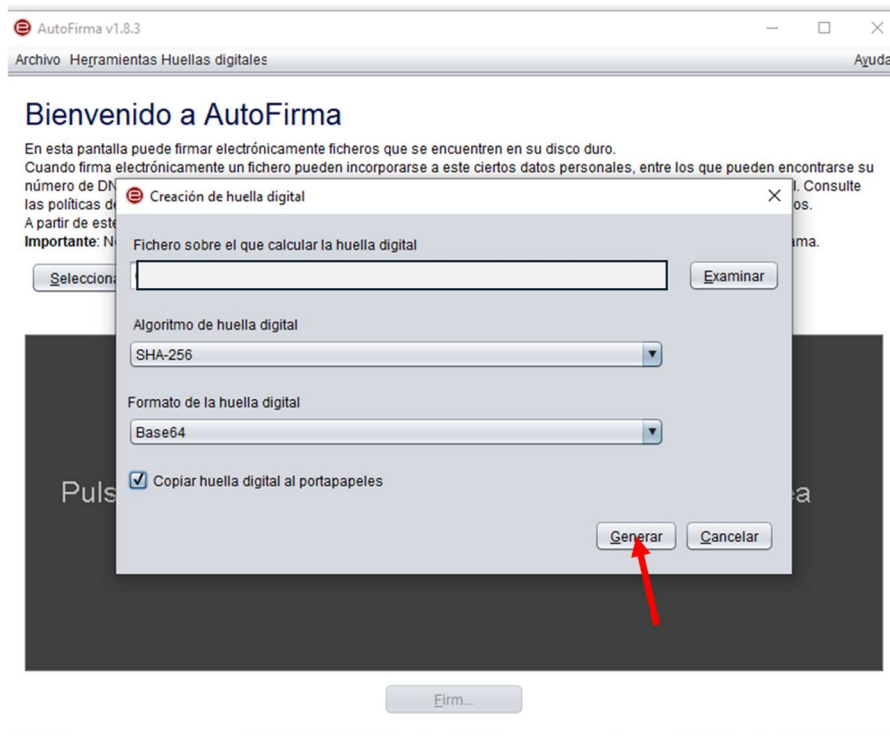 AutoFirma v1.8.3
Archivo Herramientas Huellas digitales Ayuda
Bienvenido a AutoFirma
En esta pantalla puede firmar electrónicamente ficheros que se encuentren en su disco duro.
Cuando firma electrónicamente un fichero pueden incorporarse a este ciertos datos personales, entre los que pueden encontrarse su
número de DN l. Consulte
las políticas de os.
A partir de este
Importante: N ama.
Selecciona
Creación de huella digital
Fichero sobre el que calcular la huella digital
Examinar
Algoritmo de huella digital
SHA-256
Formato de la huella digital
Base64
Copiar huella digital al portapapeles
Generar Cancelar
Puls a
Firm...